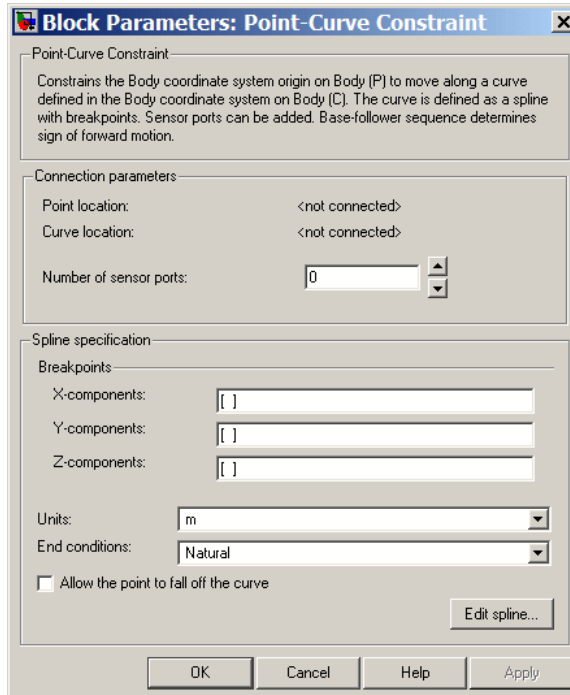 Block Parameters: Point-Curve Constraint
Point-Curve Constraint
Constrains the Body coordinate system origin on Body (P) to move along a curve
defined in the Body coordinate system on Body (C). The curve is defined as a spline
with breakpoints. Sensor ports can be added. Base-follower sequence determines
sign of forward motion.
Connection parameters
Point location: <not connected>
Curve location: <not connected>
Number of sensor ports: 0
Spline specification
Breakpoints
X-components: [ ]
Y-components: [ ]
Z-components: [ ]
Units: m
End conditions: Natural
Allow the point to fall off the curve
Edit spline...
OK Cancel Help Apply